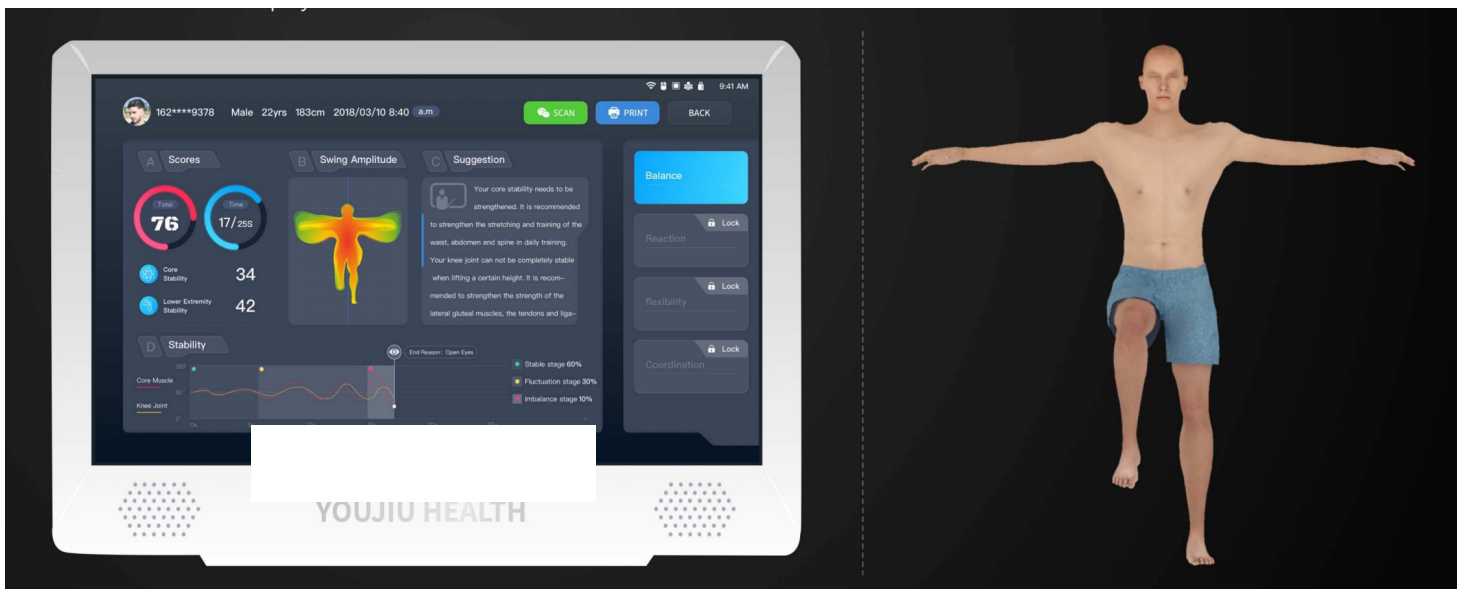 9:41 AM
162****9378 Male 22yrs 183cm 2018/03/10 8:40 a.m
SCAN
PRINT
BACK
A Scores
Total
76
Time
17/25S
Core
Stability
34
Lower Extremity
Stability
42
B Swing Amplitude
C Suggestion
Your core stability needs to be
strengthened. It is recommended
to strengthen the stretching and training of the
waist, abdomen and spine in daily training.
Your knee joint can not be completely stable
when lifting a certain height. It is recom-
mended to strengthen the strength of the
lateral gluteal muscles, the tendons and liga-
Balance
Lock
Reaction
Lock
flexibility
Lock
Coordination
D Stability
End Reason: Open Eyes
180°
Core Muscle
90°
Knee Joint
0°
0s
Stable stage 60%
Fluctuation stage 30%
Imbalance stage 10%
YOUJIU HEALTH